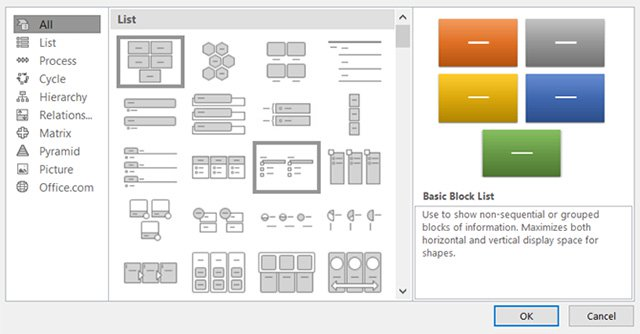 All
List
Process
Cycle
Hierarchy
Relations...
Matrix
Pyramid
Picture
Office.com
List
Basic Block List
Use to show non-sequential or grouped
blocks of information. Maximizes both
horizontal and vertical display space for
shapes.
OK
Cancel